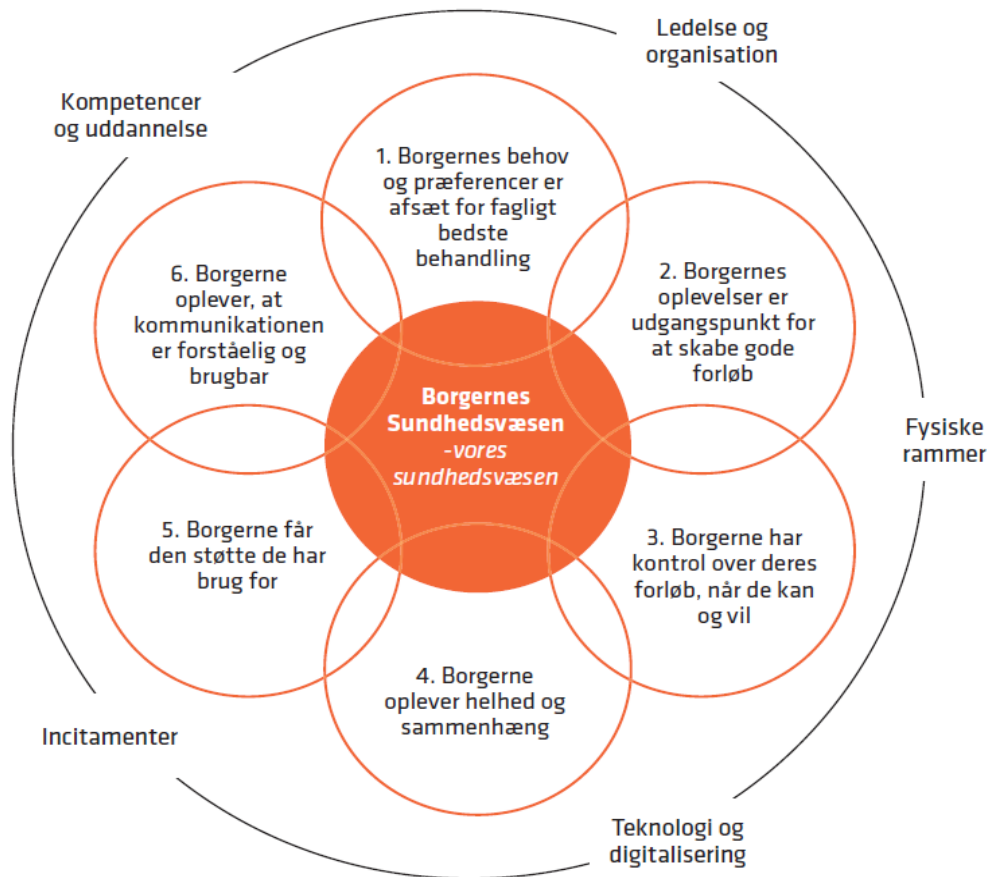 Ledelse og
organisation
Kompetencer
og uddannelse
1. Borgernes behov
og præferencer er
afsæt for fagligt
bedste
behandling
2. Borgernes
oplevelser er
udgangspunkt for
at skabe gode
forløb
6. Borgerne
oplever, at
kommunikationen
er forståelig og
brugbar
Borgernes
Sundhedsvæsen
-vores
sundhedsvæsen
Fysiske
rammer
5. Borgerne får
den støtte de har
brug for
3. Borgerne har
kontrol over deres
forløb, når de kan
og vil
4. Borgerne
oplever helhed og
sammenhæng
Incitamenter
Teknologi og
digitalisering